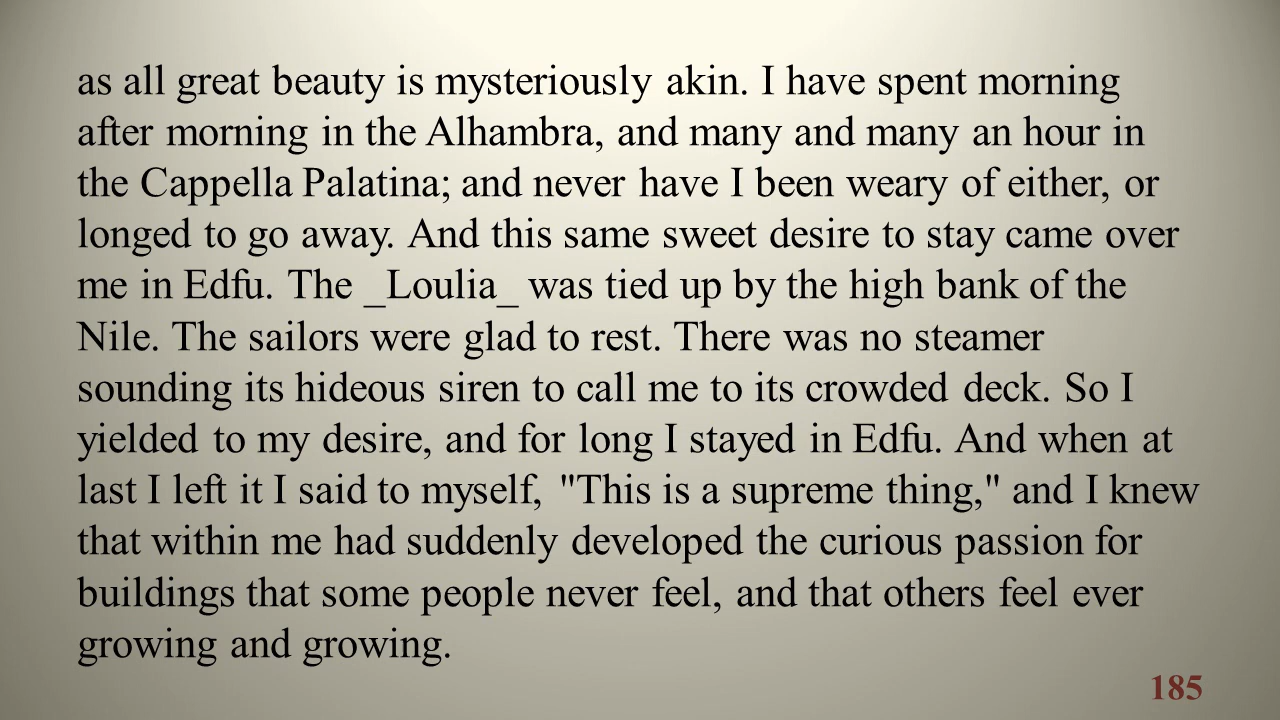 as all great beauty is mysteriously akin. I have spent morning
after morning in the Alhambra, and many and many an hour in
the Cappella Palatina; and never have I been weary of either, or
longed to go away. And this same sweet desire to stay came over
me in Edfu. The _Loulia_ was tied up by the high bank of the
Nile. The sailors were glad to rest. There was no steamer
sounding its hideous siren to call me to its crowded deck. So I
yielded to my desire, and for long I stayed in Edfu. And when at
last I left it I said to myself, "This is a supreme thing," and I knew
that within me had suddenly developed the curious passion for
buildings that some people never feel, and that others feel ever
growing and growing.
185